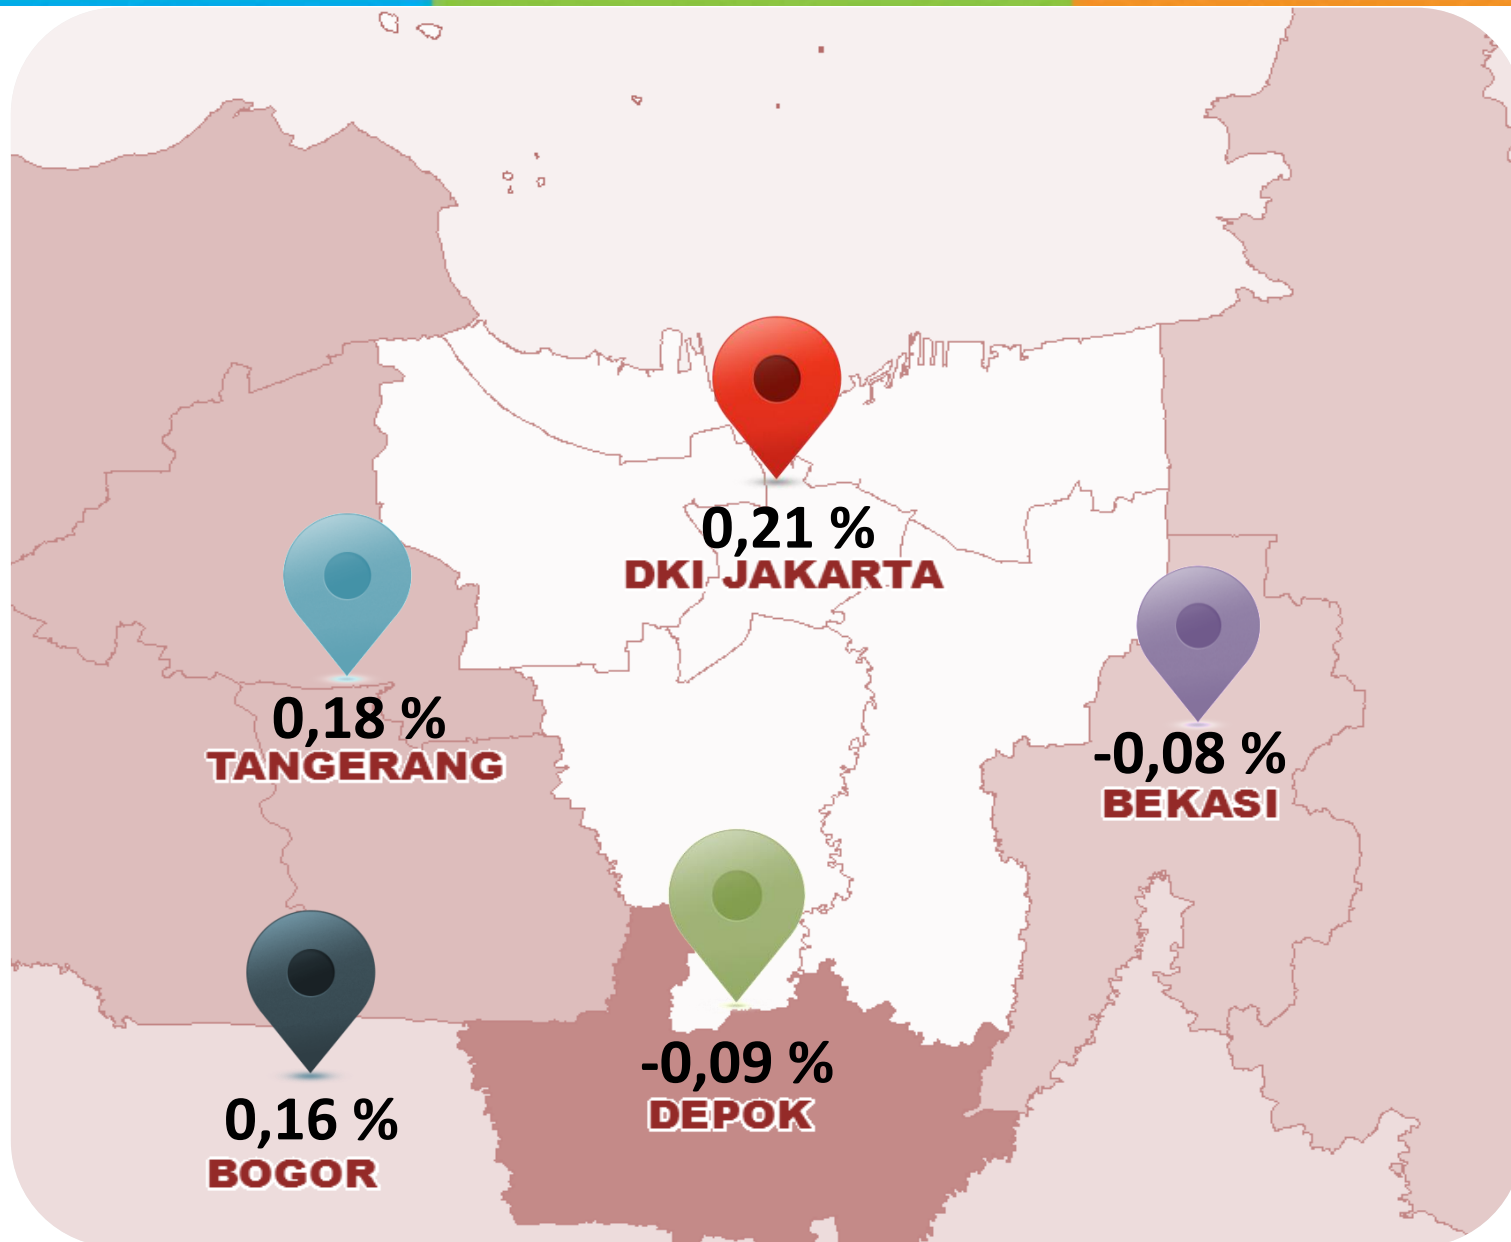 0,21 %
DKI JAKARTA
0,18 %
TANGERANG
-0,08 %
BEKASI
-0,09 %
DEPOK
0,16 %
BOGOR